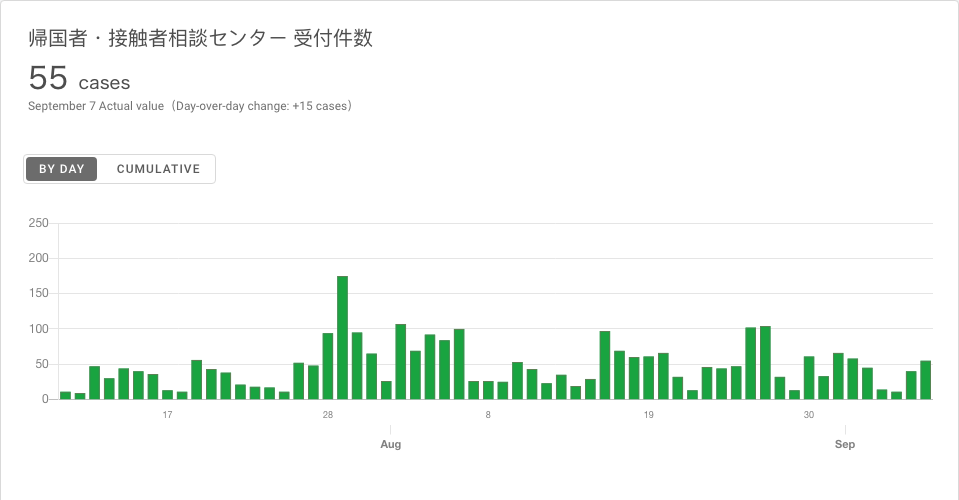 帰国者・接触者相談センター 受付件数
55 cases
September 7 Actual value（Day-over-day change: +15 cases）
BY DAY CUMULATIVE
250
200
150
100
50
0
17 28 8 19 30
Aug Sep